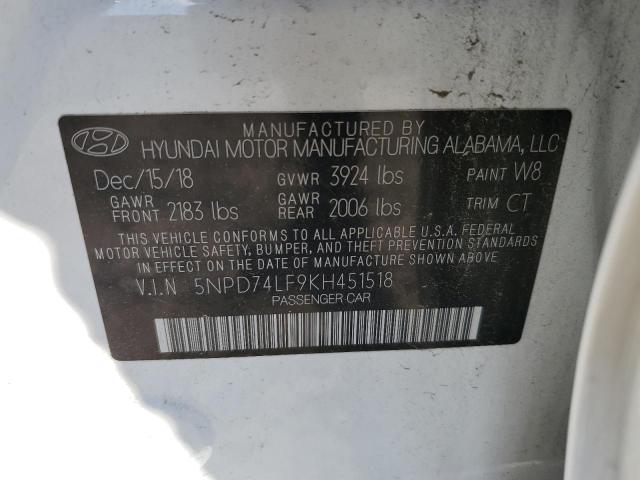 MANUFACTURED BY
HYUNDAI MOTOR MANUFACTURING ALABAMA, LLC
Dec/15/18 GVWR 3924 lbs PAINT W8
GAWR FRONT 2183 lbs GAWR REAR 2006 lbs TRIM CT
THIS VEHICLE CONFORMS TO ALL APPLICABLE U.S.A. FEDERAL
MOTOR VEHICLE SAFETY, BUMPER, AND THEFT PREVENTION STANDARDS
IN EFFECT ON THE DATE OF MANUFACTURE SHOWN ABOVE.
V.I.N 5NPD74LF9KH451518
PASSENGER CAR